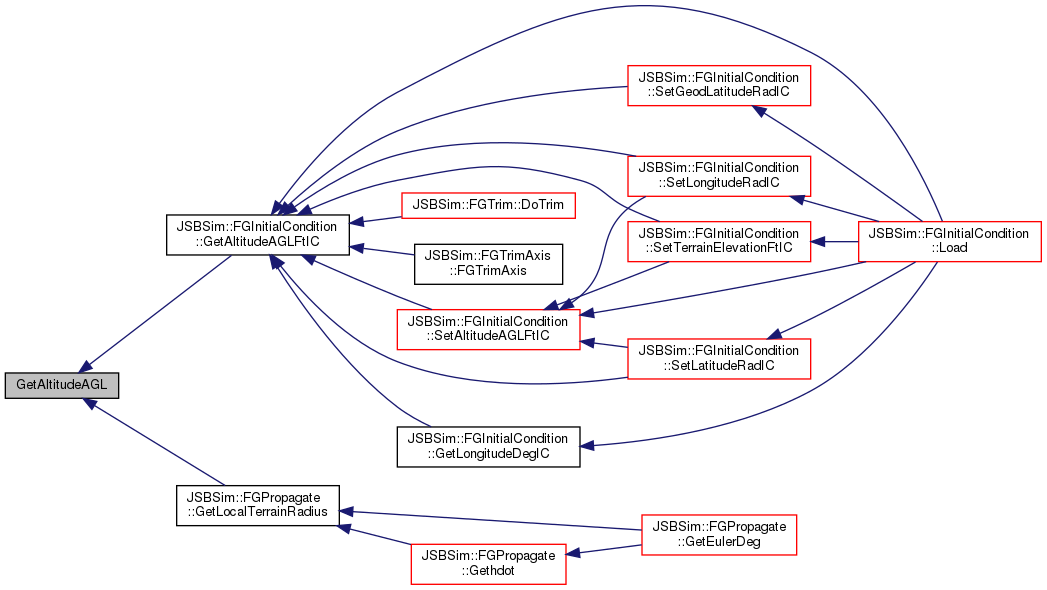 JSBSim::FGInitialCondition
::SetGeodLatitudeRadIC
JSBSim::FGInitialCondition
::SetLongitudeRadIC
JSBSim::FGTrim::DoTrim
JSBSim::FGInitialCondition
::GetAltitudeAGLFtIC
JSBSim::FGInitialCondition
::SetTerrainElevationFtIC
JSBSim::FGInitialCondition
::Load
JSBSim::FGTrimAxis
::FGTrimAxis
JSBSim::FGInitialCondition
::SetAltitudeAGLFtIC
JSBSim::FGInitialCondition
::SetLatitudeRadIC
GetAltitudeAGL
JSBSim::FGInitialCondition
::GetLongitudeDegIC
JSBSim::FGPropagate
::GetLocalTerrainRadius
JSBSim::FGPropagate
::GetEulerDeg
JSBSim::FGPropagate
::Gethdot